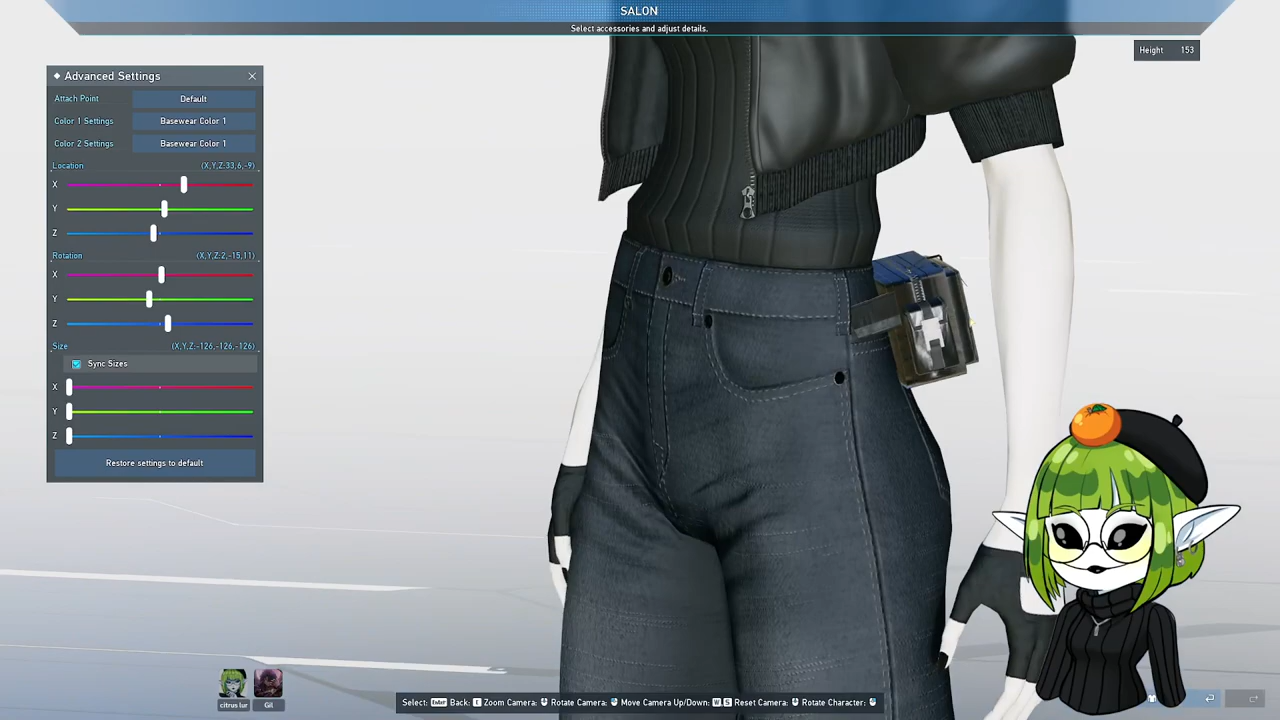 SALON
Select accessories and adjust details.
Height 153
Advanced Settings
Attach Point Default
Color 1 Settings Basewear Color 1
Color 2 Settings Basewear Color 1
Location (X,Y,Z:33,6,-9)
X
Y
Z
Rotation (X,Y,Z:2,-15,11)
X
Y
Z
Size (X,Y,Z:-126,-126,-126)
Sync Sizes
X
Y
Z
Restore settings to default
citrus lur Gil
Select: Enter Back: Zoom Camera: Rotate Camera: Move Camera Up/Down: W, S Reset Camera: Rotate Character: